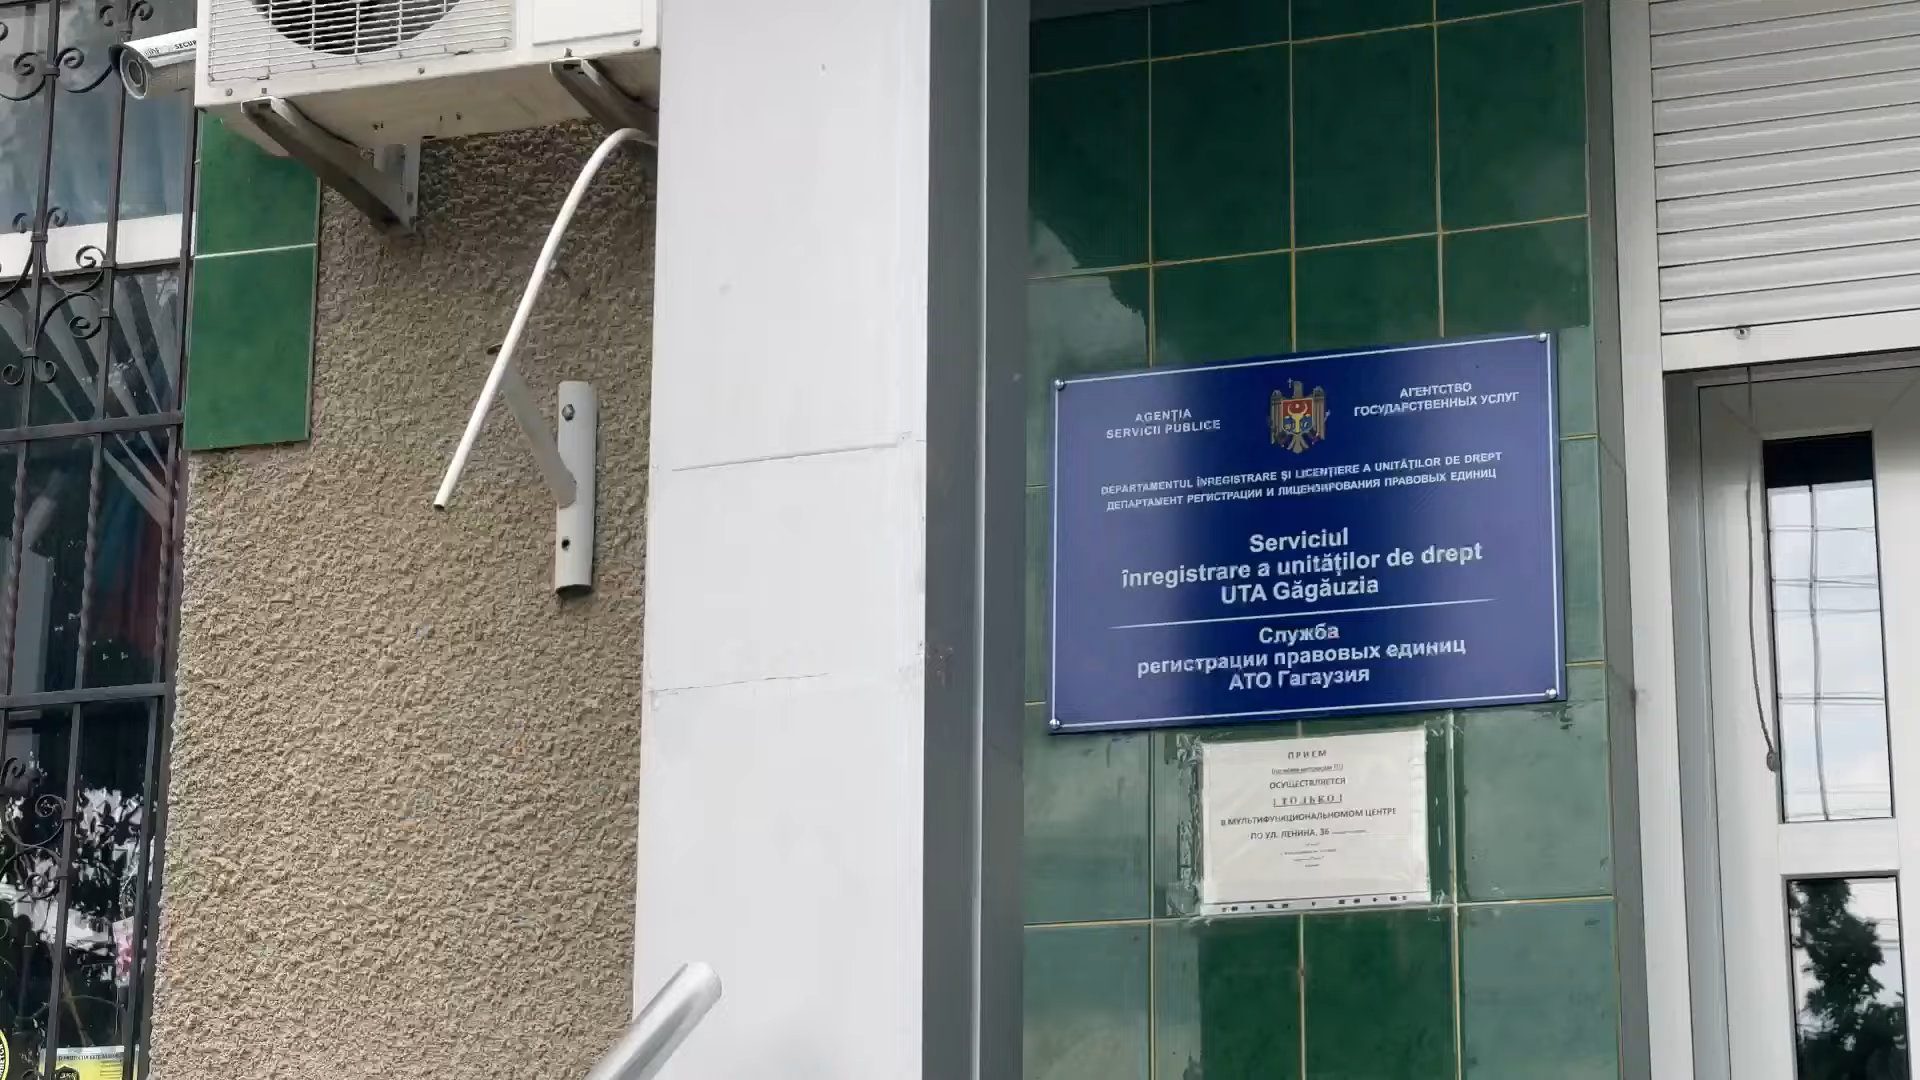 AGENȚIA
SERVICII PUBLICE
АГЕНТСТВО
ГОСУДАРСТВЕННЫХ УСЛУГ
DEPARTAMENTUL ÎNREGISTRARE ȘI LICENȚIERE A UNITĂȚILOR DE DREPT
ДЕПАРТАМЕНТ РЕГИСТРАЦИИ И ЛИЦЕНЗИРОВАНИЯ ПРАВОВЫХ ЕДИНИЦ
Serviciul
înregistrare a unităților de drept
UTA Găgăuzia
Служба
регистрации правовых единиц
АТО Гагаузия
ПРИЕМ
ОСУЩЕСТВЛЯЕТСЯ
! ТОЛЬКО !
В МУЛЬТИФУНКЦИОНАЛЬНОМ ЦЕНТРЕ
ПО УЛ. ЛЕНИНА, 36